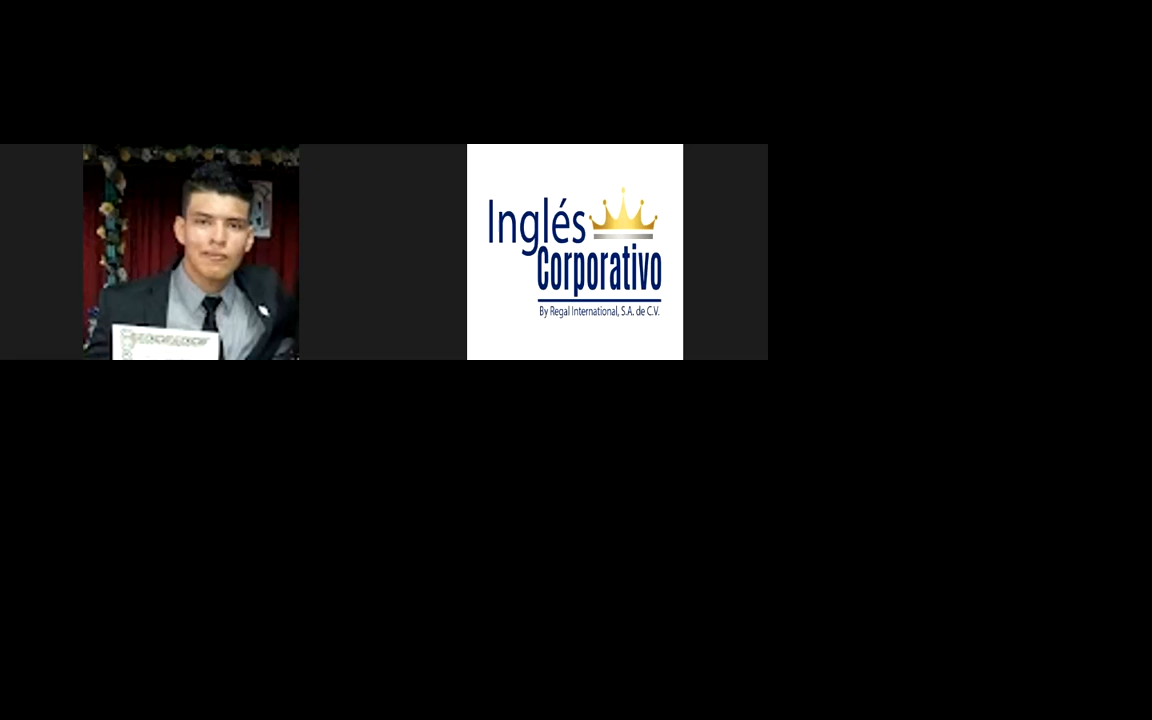 Inglés
Corporativo
By Regal International, S.A. de C.V.